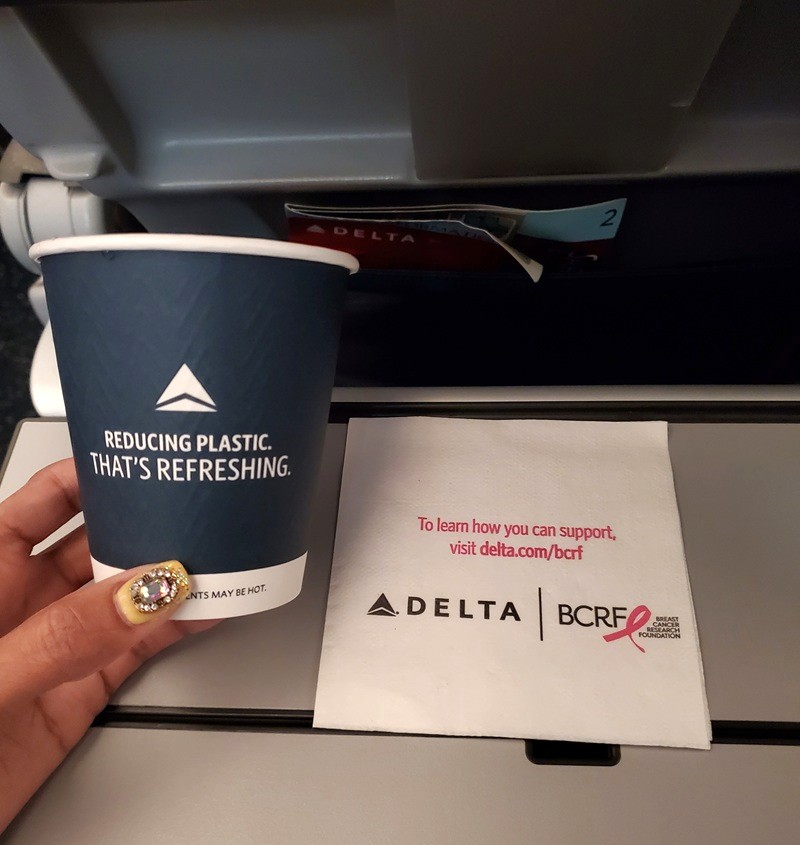 DELTA
2
REDUCING PLASTIC.
THAT'S REFRESHING.
MAY BE HOT.
To learn how you can support,
visit delta.com/bcrf
DELTA
BCRF
BREAST
CANCER
RESEARCH
FOUNDATION